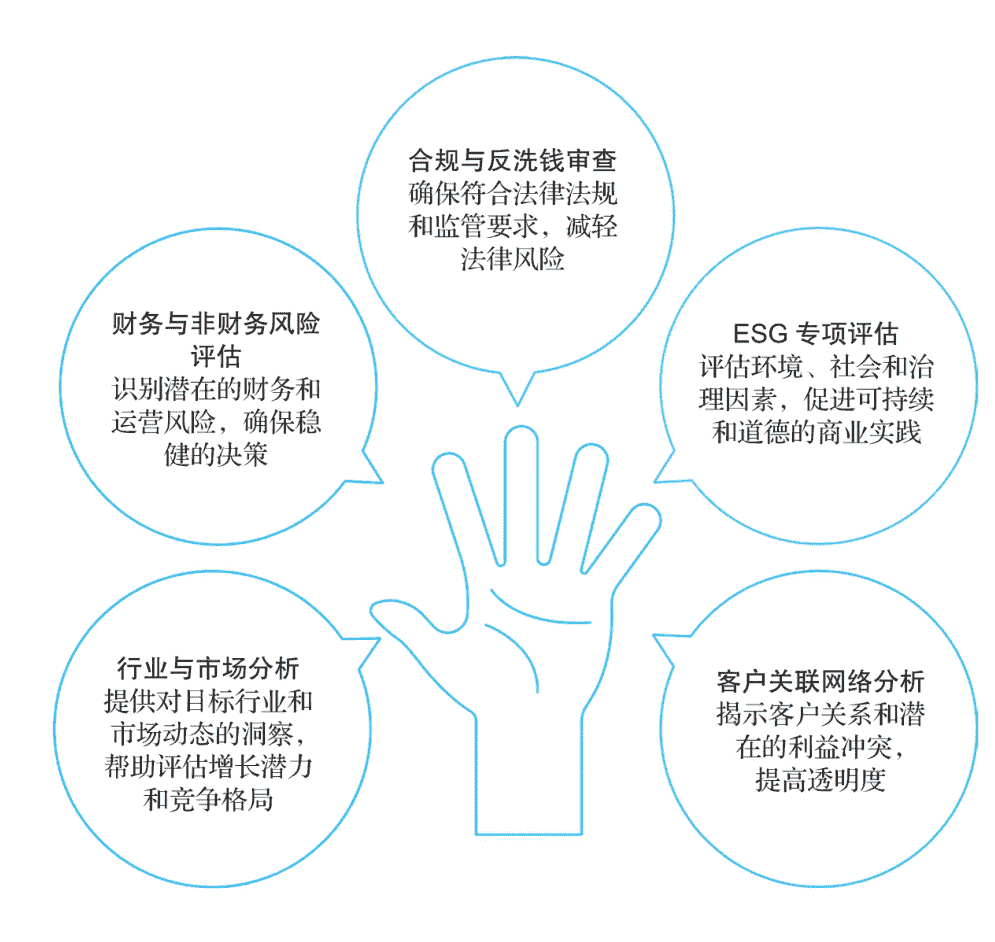 合规与反洗钱审查
确保符合法律法规
和监管要求，减轻
法律风险
财务与非财务风险
评估
识别潜在的财务和
运营风险，确保稳
健的决策
ESG 专项评估
评估环境、社会和治
理因素，促进可持续
和道德的商业实践
行业与市场分析
提供对目标行业和
市场动态的洞察，
帮助评估增长潜力
和竞争格局
客户关联网络分析
揭示客户关系和潜
在的利益冲突，
提高透明度